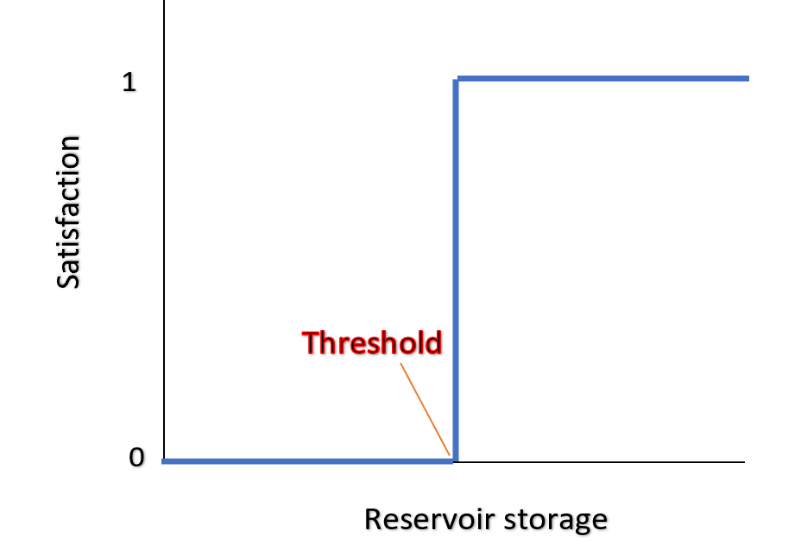 1
Satisfaction
Threshold
0
Reservoir storage